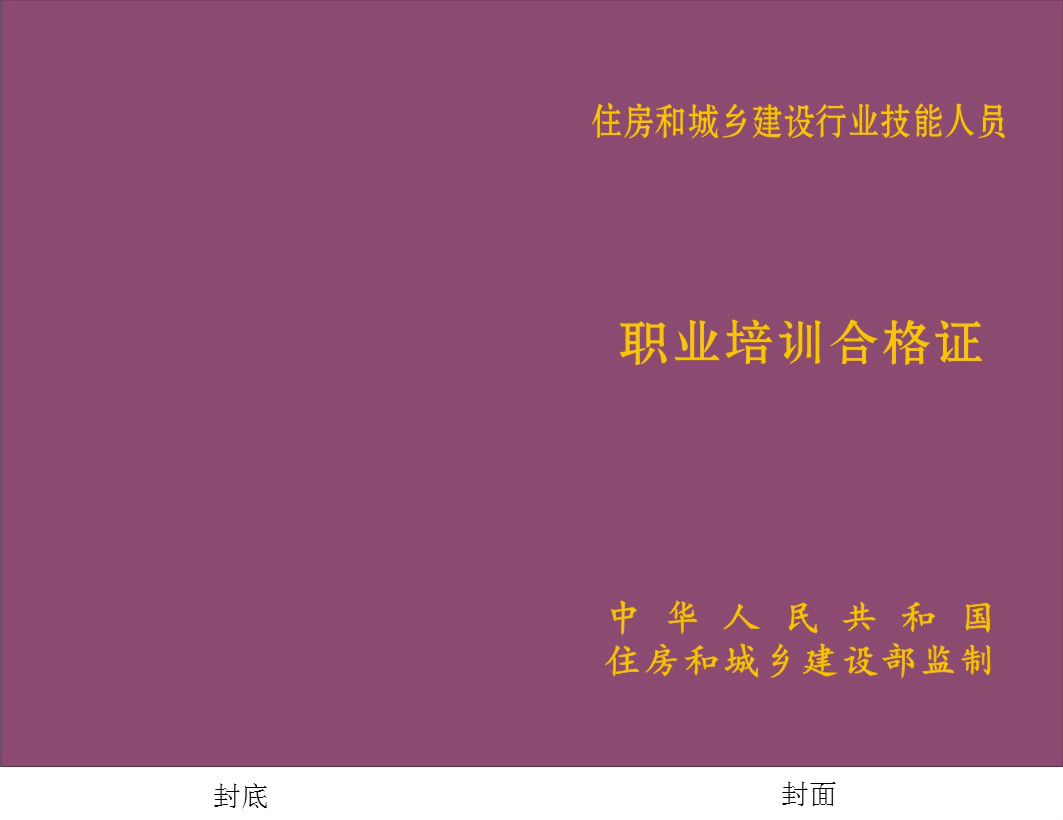 住房和城乡建设行业技能人员
职业培训合格证
中华人民共和国
住房和城乡建设部监制
封底
封面